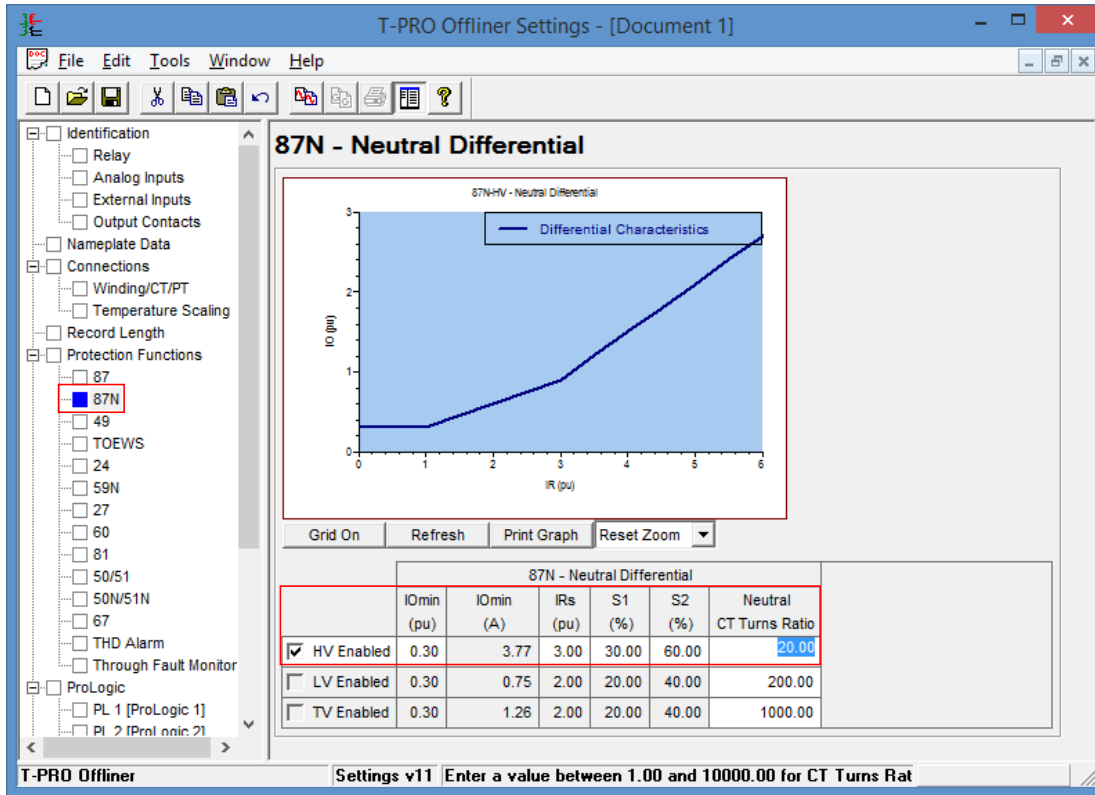 T-PRO Offliner Settings - [Document 1]
DOC File Edit Tools Window Help
Identification
Relay
Analog Inputs
External Inputs
Output Contacts
Nameplate Data
Connections
Winding/CT/PT
Temperature Scaling
Record Length
Protection Functions
87
87N
49
TOEWS
24
59N
27
60
81
50/51
50N/51N
67
THD Alarm
Through Fault Monitor
ProLogic
PL 1 [ProLogic 1]
PL 2 [ProLogic 2]
87N - Neutral Differential
87N-HV - Neutral Differential
Differential Characteristics
3
2
1
0
IO (pu)
0 1 2 3 4 5 6
IR (pu)
Grid On Refresh Print Graph Reset Zoom
87N - Neutral Differential
IOmin IOmin IRs S1 S2 Neutral
(pu) (A) (pu) (%) (%) CT Turns Ratio
HV Enabled 0.30 3.77 3.00 30.00 60.00 20.00
LV Enabled 0.30 0.75 2.00 20.00 40.00 200.00
TV Enabled 0.30 1.26 2.00 20.00 40.00 1000.00
T-PRO Offliner Settings v11 Enter a value between 1.00 and 10000.00 for CT Turns Rat